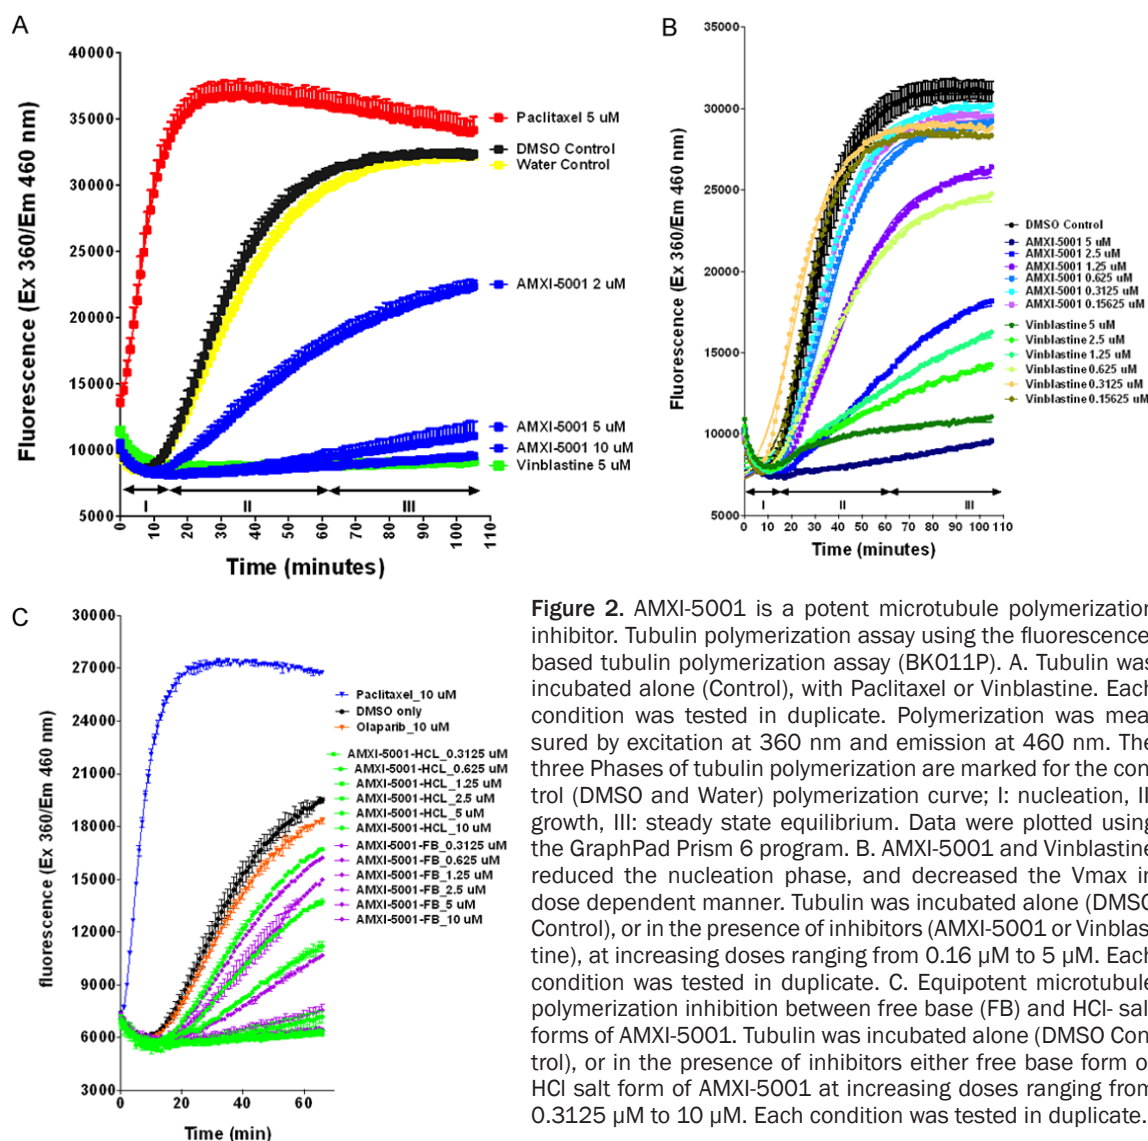 A
Fluorescence (Ex 360/Em 460 nm)
40000
35000
30000
25000
20000
15000
10000
5000
0
10
20
30
40
50
60
70
80
90
100
110
Time (minutes)
I
II
III
Paclitaxel 5 uM
DMSO Control
Water Control
AMXI-5001 2 uM
AMXI-5001 5 uM
AMXI-5001 10 uM
Vinblastine 5 uM
B
Fluorescence (Ex 360/Em 460 nm)
35000
30000
25000
20000
15000
10000
5000
0
10
20
30
40
50
60
70
80
90
100
110
Time (minutes)
I
II
III
DMSO Control
AMXI-5001 5 uM
AMXI-5001 2.5 uM
AMXI-5001 1.25 uM
AMXI-5001 0.625 uM
AMXI-5001 0.3125 uM
AMXI-5001 0.15625 uM
Vinblastine 5 uM
Vinblastine 2.5 uM
Vinblastine 1.25 uM
Vinblastine 0.625 uM
Vinblastine 0.3125 uM
Vinblastine 0.15625 uM
C
fluorescence (Ex 360/Em 460 nm)
30000
27000
24000
21000
18000
15000
12000
9000
6000
3000
0
20
40
60
Time (min)
Paclitaxel_10 uM
DMSO only
Olaparib_10 uM
AMXI-5001-HCL_0.3125 uM
AMXI-5001-HCL_0.625 uM
AMXI-5001-HCL_1.25 uM
AMXI-5001-HCL_2.5 uM
AMXI-5001-HCL_5 uM
AMXI-5001-HCL_10 uM
AMXI-5001-FB_0.3125 uM
AMXI-5001-FB_0.625 uM
AMXI-5001-FB_1.25 uM
AMXI-5001-FB_2.5 uM
AMXI-5001-FB_5 uM
AMXI-5001-FB_10 uM
Figure 2. AMXI-5001 is a potent microtubule polymerization
inhibitor. Tubulin polymerization assay using the fluorescence
based tubulin polymerization assay (BK011P). A. Tubulin was
incubated alone (Control), with Paclitaxel or Vinblastine. Each
condition was tested in duplicate. Polymerization was mea
sured by excitation at 360 nm and emission at 460 nm. The
three Phases of tubulin polymerization are marked for the con
trol (DMSO and Water) polymerization curve; I: nucleation, II
growth, III: steady state equilibrium. Data were plotted using
the GraphPad Prism 6 program. B. AMXI-5001 and Vinblastine
reduced the nucleation phase, and decreased the Vmax in
dose dependent manner. Tubulin was incubated alone (DMSO
Control), or in the presence of inhibitors (AMXI-5001 or Vinblas
tine), at increasing doses ranging from 0.16 µM to 5 µM. Each
condition was tested in duplicate. C. Equipotent microtubule
polymerization inhibition between free base (FB) and HCl- sal
forms of AMXI-5001. Tubulin was incubated alone (DMSO Con
trol), or in the presence of inhibitors either free base form o
HCl salt form of AMXI-5001 at increasing doses ranging from
0.3125 µM to 10 µM. Each condition was tested in duplicate.